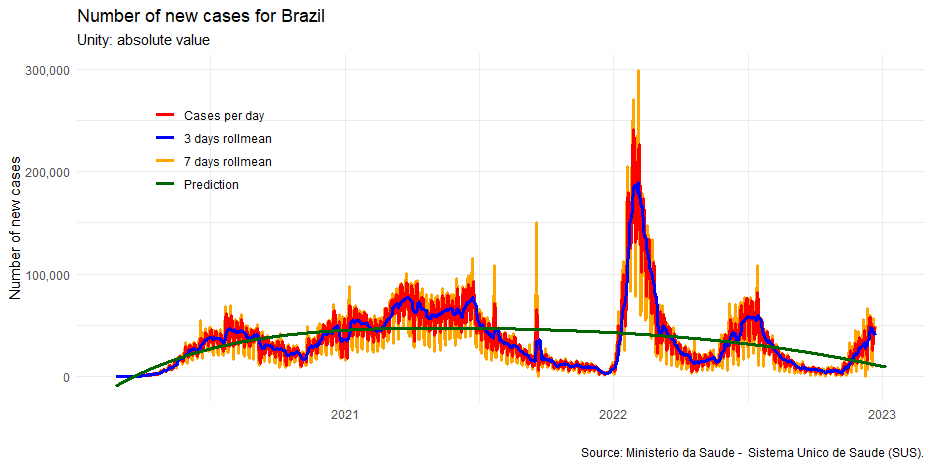 Number of new cases for Brazil
Unity: absolute value
Number of new cases
300,000
200,000
100,000
0
Cases per day
3 days rollmean
7 days rollmean
Prediction
2021
2022
2023
Source: Ministerio da Saude - Sistema Unico de Saude (SUS).